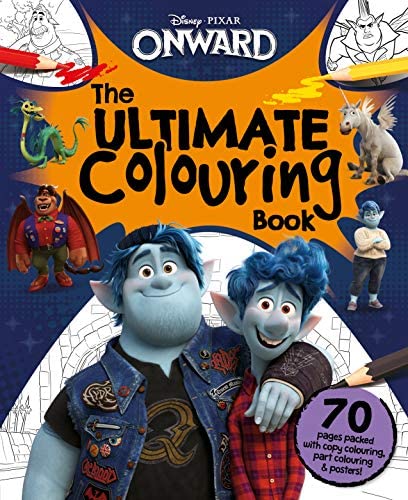 Disney · PIXAR
ONWARD
The
ULTIMATE
Colouring
Book
70
pages packed
with copy colouring,
part colouring
& posters!